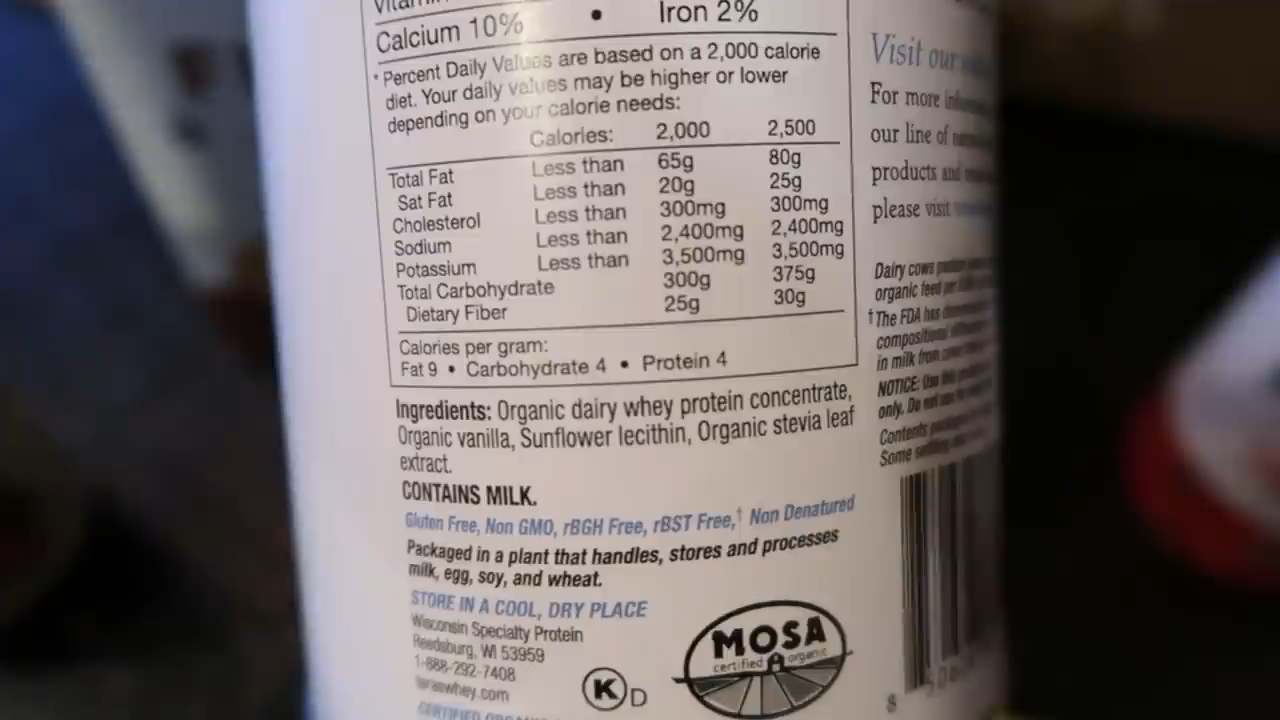 Calcium 10% • Iron 2%
* Percent Daily Values are based on a 2,000 calorie
diet. Your daily values may be higher or lower
depending on your calorie needs:
Calories: 2,000 2,500
Total Fat Less than 65g 80g
Sat Fat Less than 20g 25g
Cholesterol Less than 300mg 300mg
Sodium Less than 2,400mg 2,400mg
Potassium Less than 3,500mg 3,500mg
Total Carbohydrate 300g 375g
Dietary Fiber 25g 30g
Calories per gram:
Fat 9 • Carbohydrate 4 • Protein 4
Ingredients: Organic dairy whey protein concentrate,
Organic vanilla, Sunflower lecithin, Organic stevia leaf
extract.
CONTAINS MILK.
Gluten Free, Non GMO, rBGH Free, rBST Free,† Non Denatured
Packaged in a plant that handles, stores and processes
milk, egg, soy, and wheat.
STORE IN A COOL, DRY PLACE
Wisconsin Specialty Protein
Reedsburg, WI 53959
1-888-292-7408
K D
MOSA
certified organic
Visit our
For more
our line of
products and
please visit
Dairy cows
organic feed
† The FDA has
compositional
in milk from
NOTICE: Use
only. Do not
Contents
Some
8